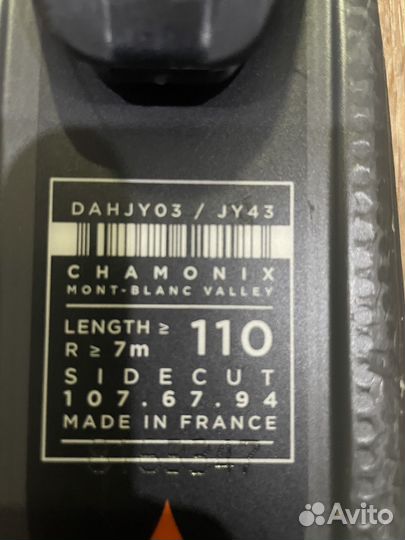 DAHJY03 / JY43
CHAMONIX
MONT-BLANC VALLEY
LENGTH ≥ 110
R ≥ 7m
SIDECUT
107.67.94
MADE IN FRANCE
Avito